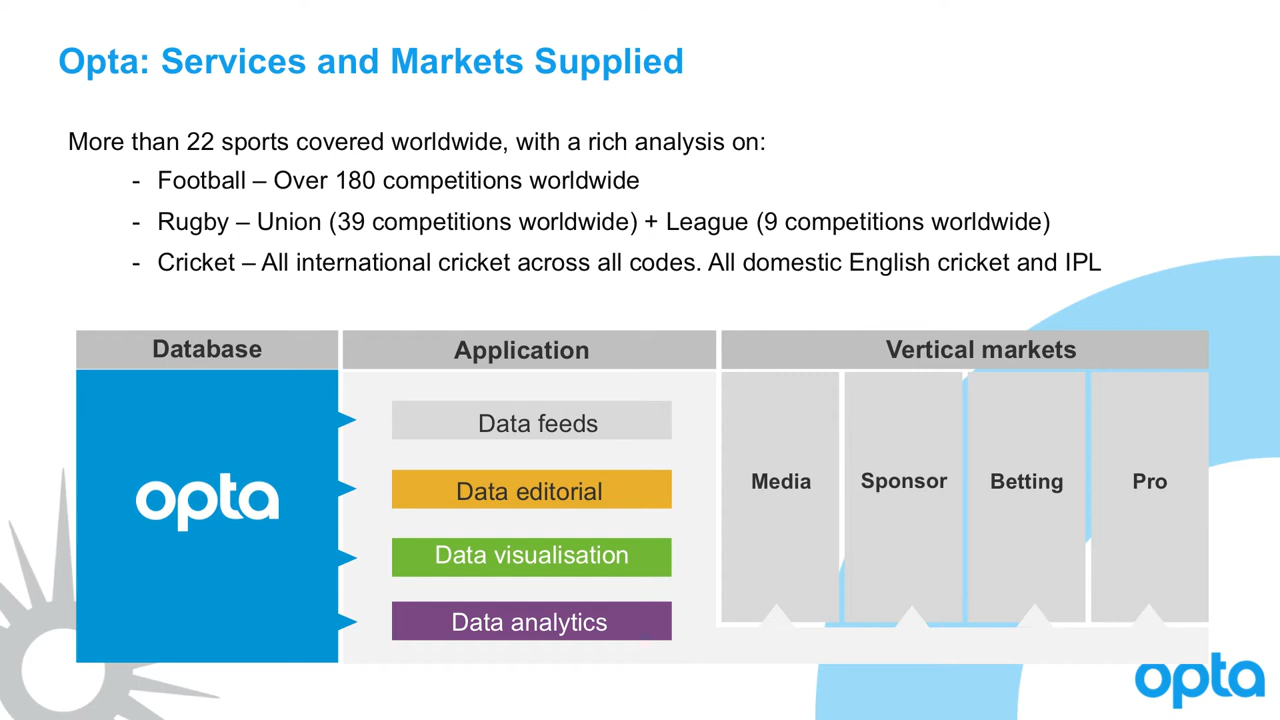 Opta: Services and Markets Supplied
More than 22 sports covered worldwide, with a rich analysis on:
- Football – Over 180 competitions worldwide
- Rugby – Union (39 competitions worldwide) + League (9 competitions worldwide)
- Cricket – All international cricket across all codes. All domestic English cricket and IPL
Database
Application
Vertical markets
opta
Data feeds
Data editorial
Data visualisation
Data analytics
Media
Sponsor
Betting
Pro
opta